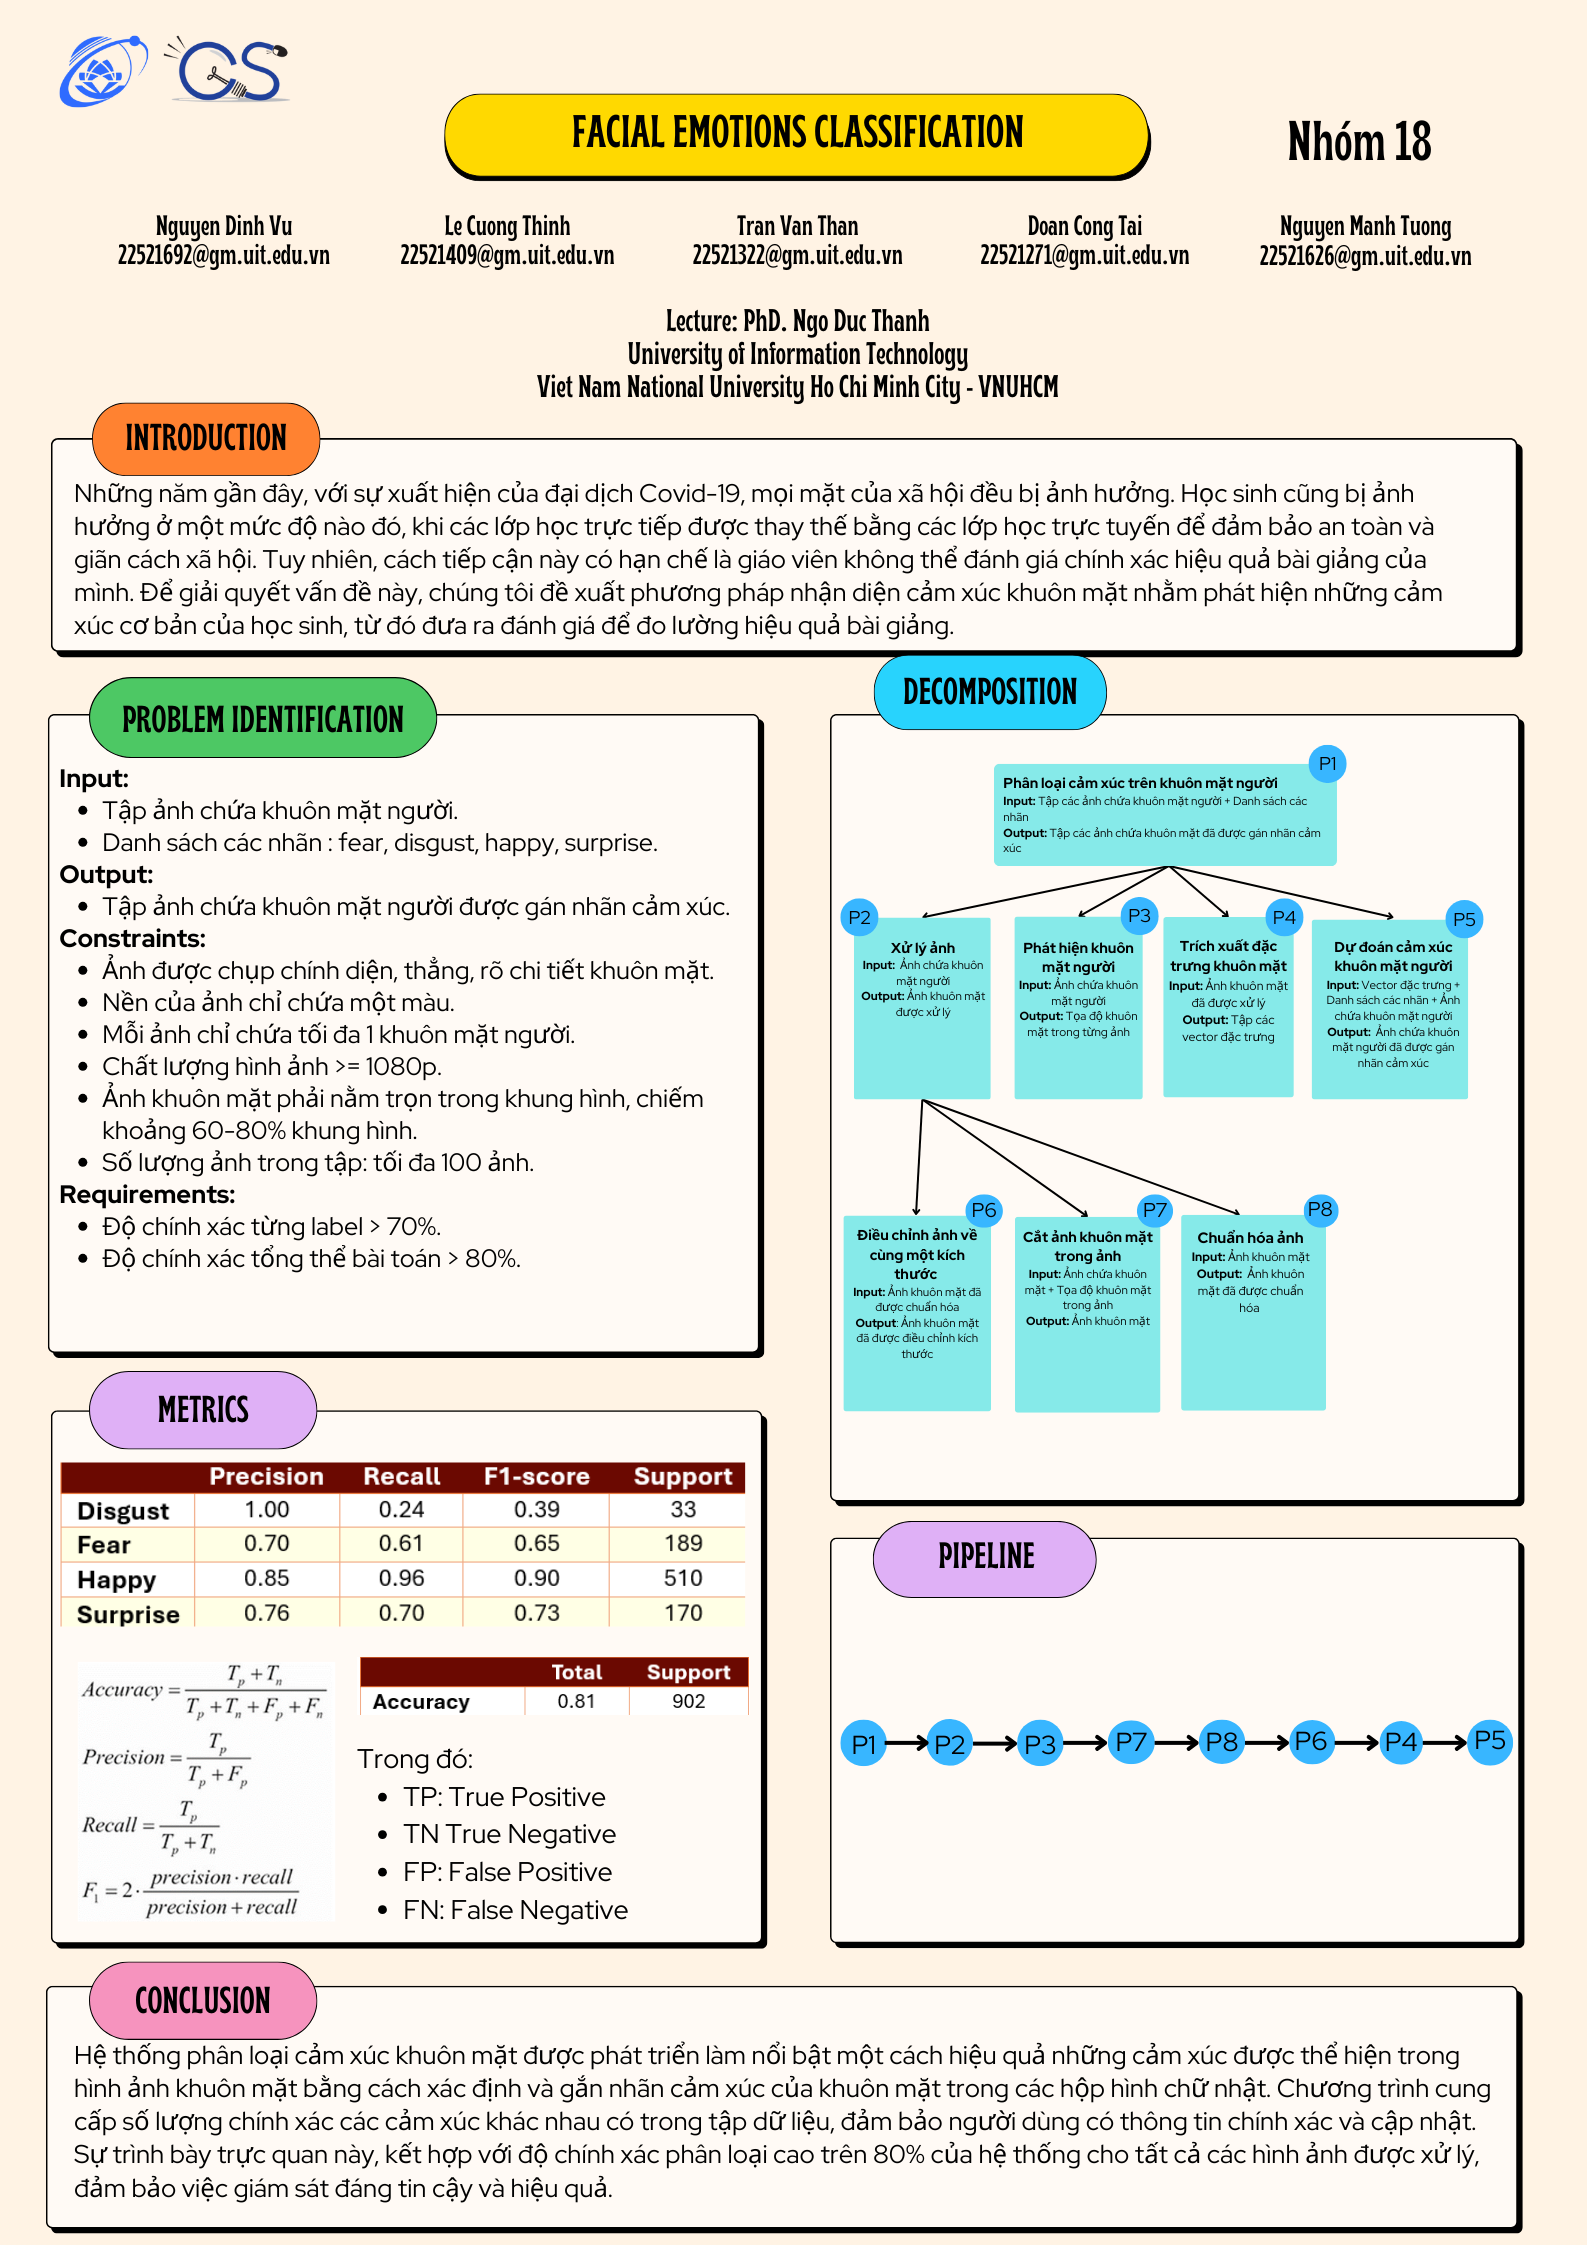 CS
FACIAL EMOTIONS CLASSIFICATION
Nhóm 18
Nguyen Dinh Vu
22521692@gm.uit.edu.vn
Le Cuong Thinh
22521409@gm.uit.edu.vn
Tran Van Than
22521322@gm.uit.edu.vn
Doan Cong Tai
22521271@gm.uit.edu.vn
Nguyen Manh Tuong
22521626@gm.uit.edu.vn
Lecture: PhD. Ngo Duc Thanh
University of Information Technology
Viet Nam National University Ho Chi Minh City - VNUHCM
INTRODUCTION
Những năm gần đây, với sự xuất hiện của đại dịch Covid-19, mọi mặt của xã hội đều bị ảnh hưởng. Học sinh cũng bị ảnh
hưởng ở một mức độ nào đó, khi các lớp học trực tiếp được thay thế bằng các lớp học trực tuyến để đảm bảo an toàn và
giãn cách xã hội. Tuy nhiên, cách tiếp cận này có hạn chế là giáo viên không thể đánh giá chính xác hiệu quả bài giảng của
mình. Để giải quyết vấn đề này, chúng tôi đề xuất phương pháp nhận diện cảm xúc khuôn mặt nhằm phát hiện những cảm
xúc cơ bản của học sinh, từ đó đưa ra đánh giá để đo lường hiệu quả bài giảng.
PROBLEM IDENTIFICATION
Input:
• Tập ảnh chứa khuôn mặt người.
• Danh sách các nhãn : fear, disgust, happy, surprise.
Output:
• Tập ảnh chứa khuôn mặt người được gán nhãn cảm xúc.
Constraints:
• Ảnh được chụp chính diện, thẳng, rõ chi tiết khuôn mặt.
• Nền của ảnh chỉ chứa một màu.
• Mỗi ảnh chỉ chứa tối đa 1 khuôn mặt người.
• Chất lượng hình ảnh >= 1080p.
• Ảnh khuôn mặt phải nằm trọn trong khung hình, chiếm
khoảng 60-80% khung hình.
• Số lượng ảnh trong tập: tối đa 100 ảnh.
Requirements:
• Độ chính xác từng label > 70%.
• Độ chính xác tổng thể bài toán > 80%.
DECOMPOSITION
P1
Phân loại cảm xúc trên khuôn mặt người
Input: Tập các ảnh chứa khuôn mặt người + Danh sách các
nhãn
Output: Tập các ảnh chứa khuôn mặt đã được gán nhãn cảm
xúc
P2
Xử lý ảnh
Input: Ảnh chứa khuôn
mặt người
Output: Ảnh khuôn mặt
được xử lý
P3
Phát hiện khuôn
mặt người
Input: Ảnh chứa khuôn
mặt người
Output: Tọa độ khuôn
mặt trong từng ảnh
P4
Trích xuất đặc
trưng khuôn mặt
Input: Ảnh khuôn mặt
đã được xử lý
Output: Tập các
vector đặc trưng
P5
Dự đoán cảm xúc
khuôn mặt người
Input: Vector đặc trưng +
Danh sách các nhãn + Ảnh
chứa khuôn mặt người
Output: Ảnh chứa khuôn
mặt người đã được gán
nhãn cảm xúc
P6
Điều chỉnh ảnh về
cùng một kích
thước
Input: Ảnh khuôn mặt đã
được chuẩn hóa
Output: Ảnh khuôn mặt
đã được điều chỉnh kích
thước
P7
Cắt ảnh khuôn mặt
trong ảnh
Input: Ảnh chứa khuôn
mặt + Tọa độ khuôn mặt
trong ảnh
Output: Ảnh khuôn mặt
P8
Chuẩn hóa ảnh
Input: Ảnh khuôn mặt
Output: Ảnh khuôn
mặt đã được chuẩn
hóa
METRICS
Precision Recall F1-score Support
Disgust 1.00 0.24 0.39 33
Fear 0.70 0.61 0.65 189
Happy 0.85 0.96 0.90 510
Surprise 0.76 0.70 0.73 170
Accuracy = (Tp + Tn) / (Tp + Tn + Fp + Fn)
Precision = Tp / (Tp + Fp)
Recall = Tp / (Tp + Tn)
F1 = 2 · (precision · recall) / (precision + recall)
Total Support
Accuracy 0.81 902
Trong đó:
• TP: True Positive
• TN True Negative
• FP: False Positive
• FN: False Negative
PIPELINE
P1 P2 P3 P7 P8 P6 P4 P5
CONCLUSION
Hệ thống phân loại cảm xúc khuôn mặt được phát triển làm nổi bật một cách hiệu quả những cảm xúc được thể hiện trong
hình ảnh khuôn mặt bằng cách xác định và gắn nhãn cảm xúc của khuôn mặt trong các hộp hình chữ nhật. Chương trình cung
cấp số lượng chính xác các cảm xúc khác nhau có trong tập dữ liệu, đảm bảo người dùng có thông tin chính xác và cập nhật.
Sự trình bày trực quan này, kết hợp với độ chính xác phân loại cao trên 80% của hệ thống cho tất cả các hình ảnh được xử lý,
đảm bảo việc giám sát đáng tin cậy và hiệu quả.